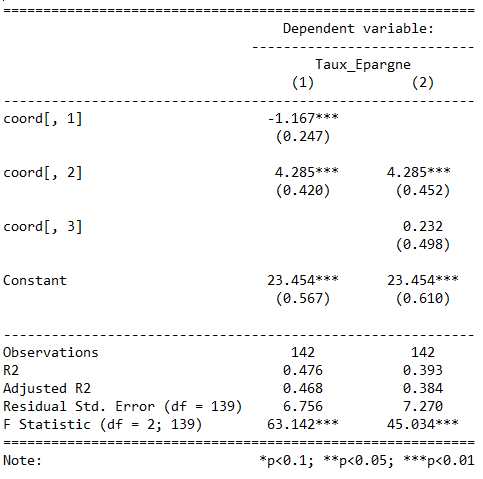 ===========================================================
Dependent variable:
----------------------------
Taux_Epargne
(1) (2)
-----------------------------------------------------------
coord[, 1] -1.167***
(0.247)
coord[, 2] 4.285*** 4.285***
(0.420) (0.452)
coord[, 3] 0.232
(0.498)
Constant 23.454*** 23.454***
(0.567) (0.610)
-----------------------------------------------------------
Observations 142 142
R2 0.476 0.393
Adjusted R2 0.468 0.384
Residual Std. Error (df = 139) 6.756 7.270
F Statistic (df = 2; 139) 63.142*** 45.034***
===========================================================
Note: *p<0.1; **p<0.05; ***p<0.01